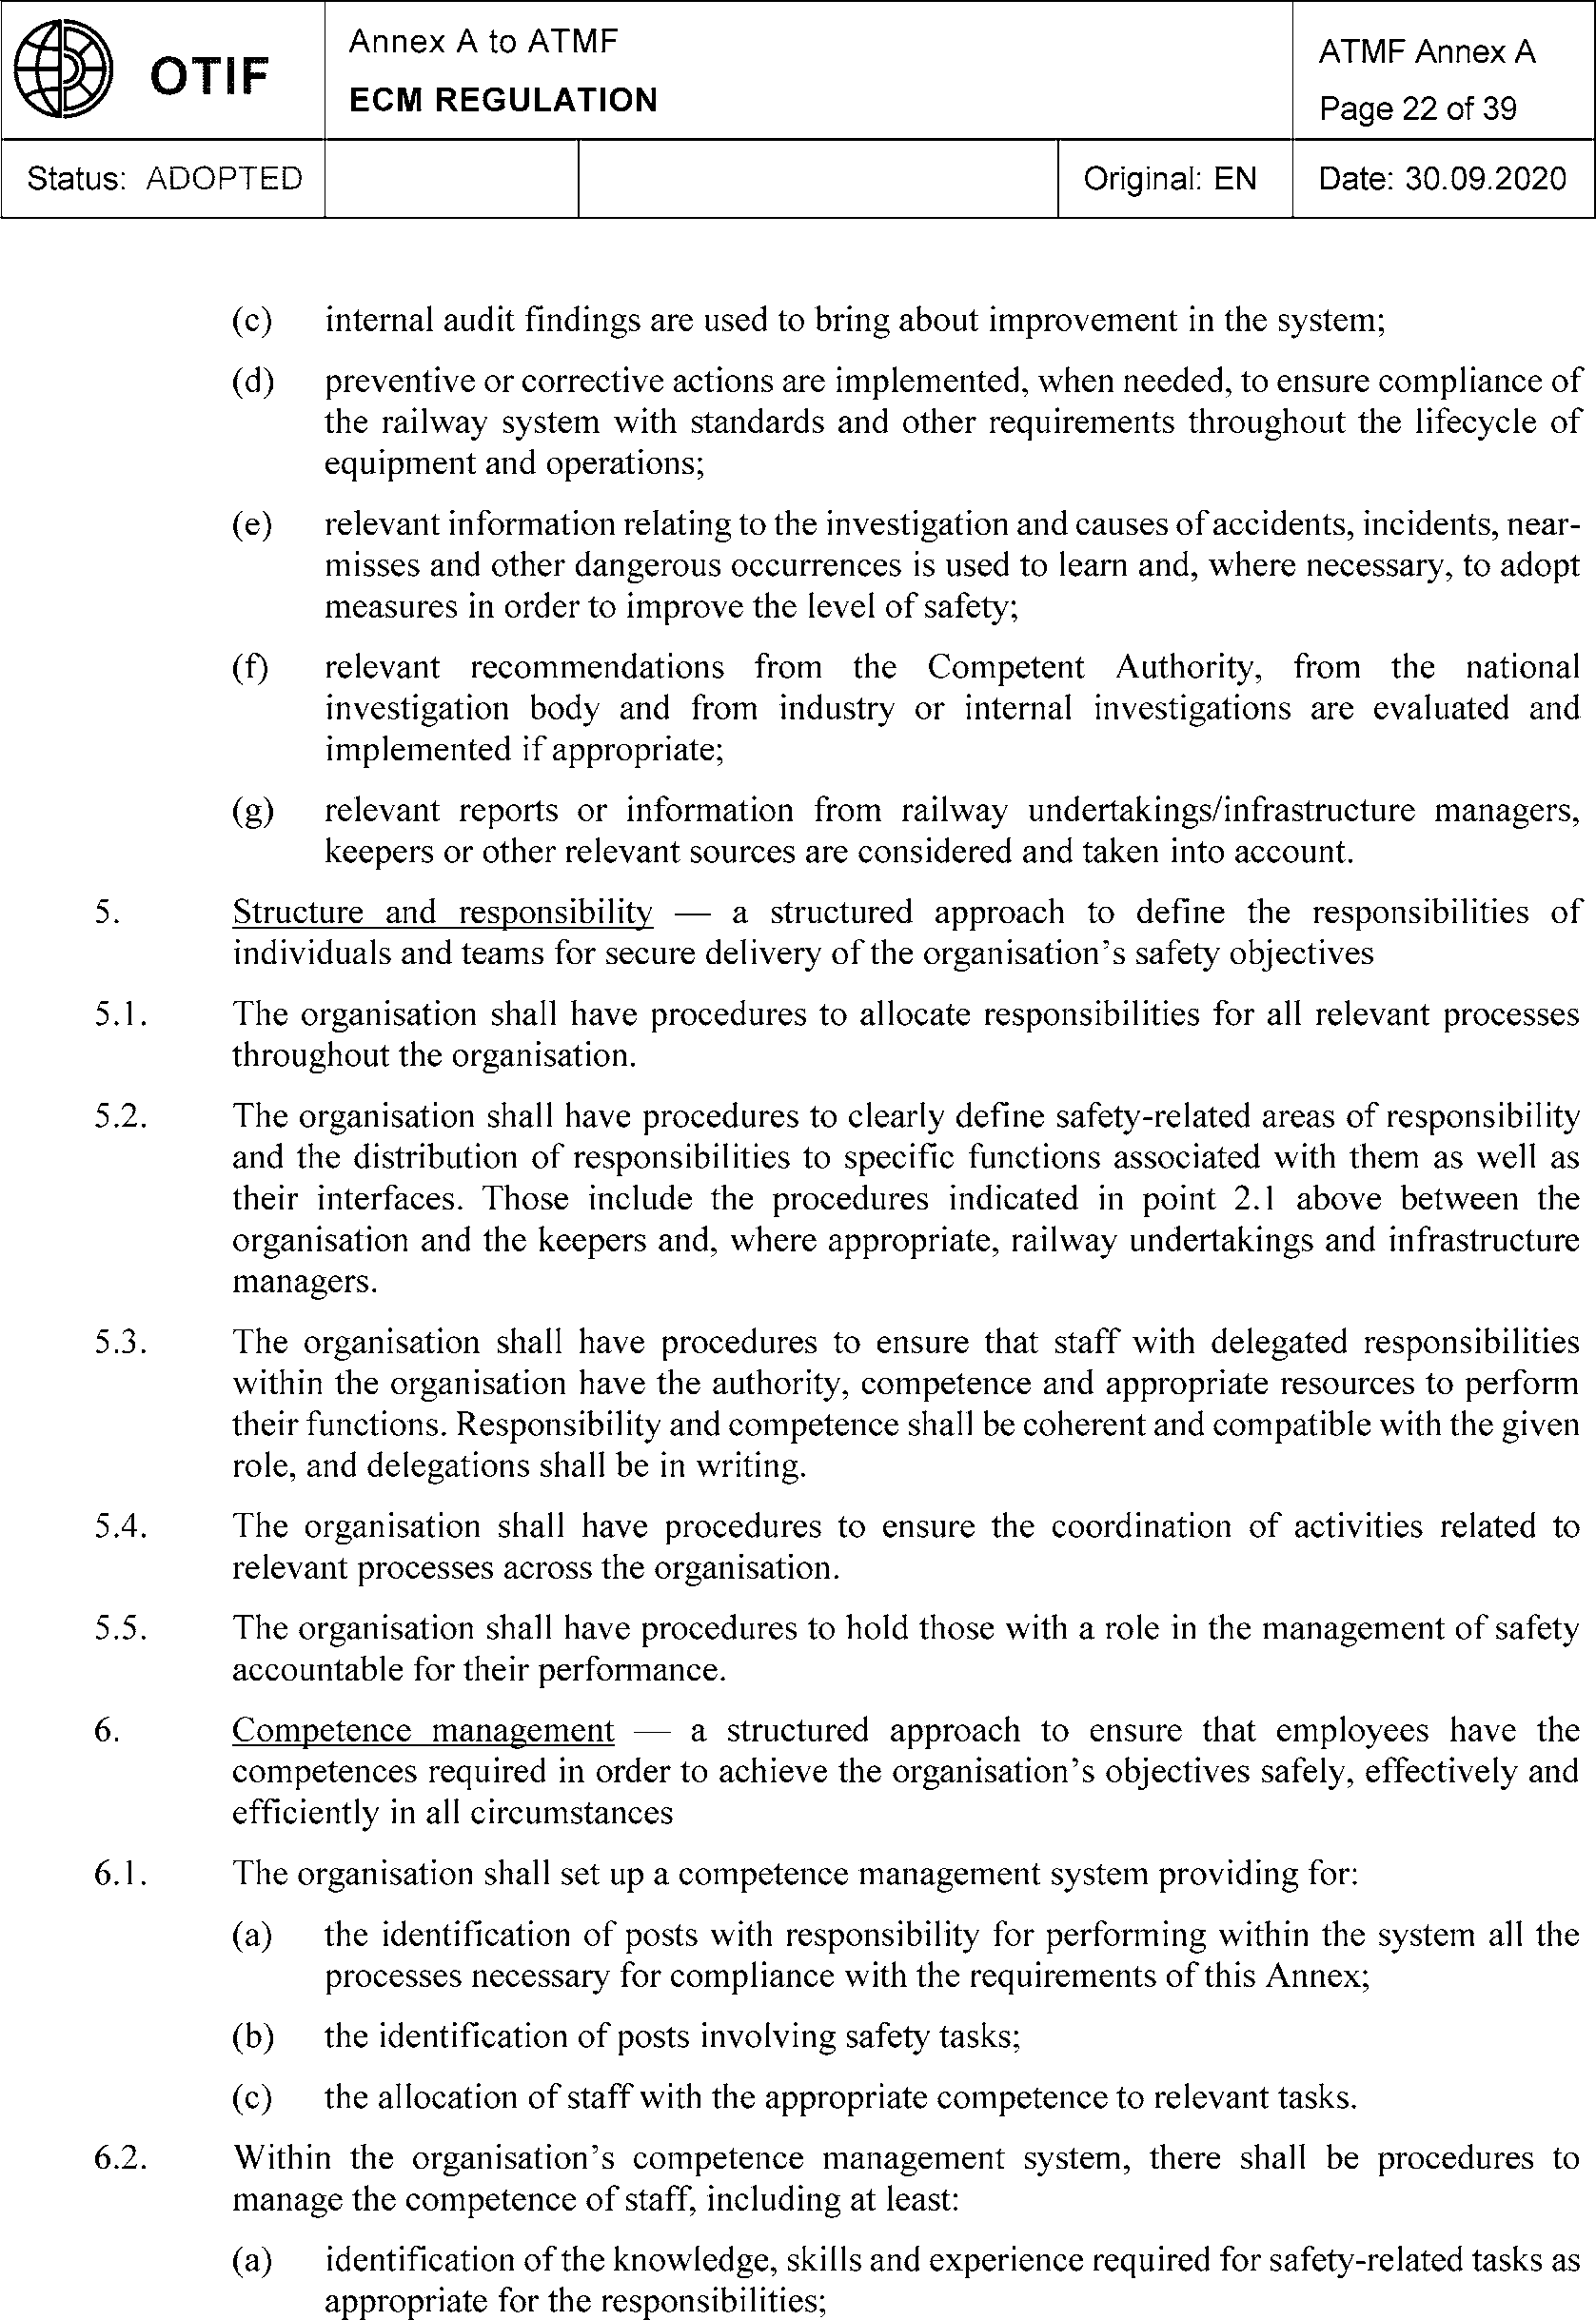 OTIF
Annex A to ATMF
ECM REGULATION
ATMF Annex A
Page 22 of 39
Status: ADOPTED
Original: EN
Date: 30.09.2020
(c) internal audit findings are used to bring about improvement in the system;
(d) preventive or corrective actions are implemented, when needed, to ensure compliance of
the railway system with standards and other requirements throughout the lifecycle of
equipment and operations;
(e) relevant information relating to the investigation and causes of accidents, incidents, near-
misses and other dangerous occurrences is used to learn and, where necessary, to adopt
measures in order to improve the level of safety;
(f) relevant recommendations from the Competent Authority, from the national
investigation body and from industry or internal investigations are evaluated and
implemented if appropriate;
(g) relevant reports or information from railway undertakings/infrastructure managers,
keepers or other relevant sources are considered and taken into account.
5. Structure and responsibility — a structured approach to define the responsibilities of
individuals and teams for secure delivery of the organisation’s safety objectives
5.1. The organisation shall have procedures to allocate responsibilities for all relevant processes
throughout the organisation.
5.2. The organisation shall have procedures to clearly define safety-related areas of responsibility
and the distribution of responsibilities to specific functions associated with them as well as
their interfaces. Those include the procedures indicated in point 2.1 above between the
organisation and the keepers and, where appropriate, railway undertakings and infrastructure
managers.
5.3. The organisation shall have procedures to ensure that staff with delegated responsibilities
within the organisation have the authority, competence and appropriate resources to perform
their functions. Responsibility and competence shall be coherent and compatible with the given
role, and delegations shall be in writing.
5.4. The organisation shall have procedures to ensure the coordination of activities related to
relevant processes across the organisation.
5.5. The organisation shall have procedures to hold those with a role in the management of safety
accountable for their performance.
6. Competence management — a structured approach to ensure that employees have the
competences required in order to achieve the organisation’s objectives safely, effectively and
efficiently in all circumstances
6.1. The organisation shall set up a competence management system providing for:
(a) the identification of posts with responsibility for performing within the system all the
processes necessary for compliance with the requirements of this Annex;
(b) the identification of posts involving safety tasks;
(c) the allocation of staff with the appropriate competence to relevant tasks.
6.2. Within the organisation’s competence management system, there shall be procedures to
manage the competence of staff, including at least:
(a) identification of the knowledge, skills and experience required for safety-related tasks as
appropriate for the responsibilities;